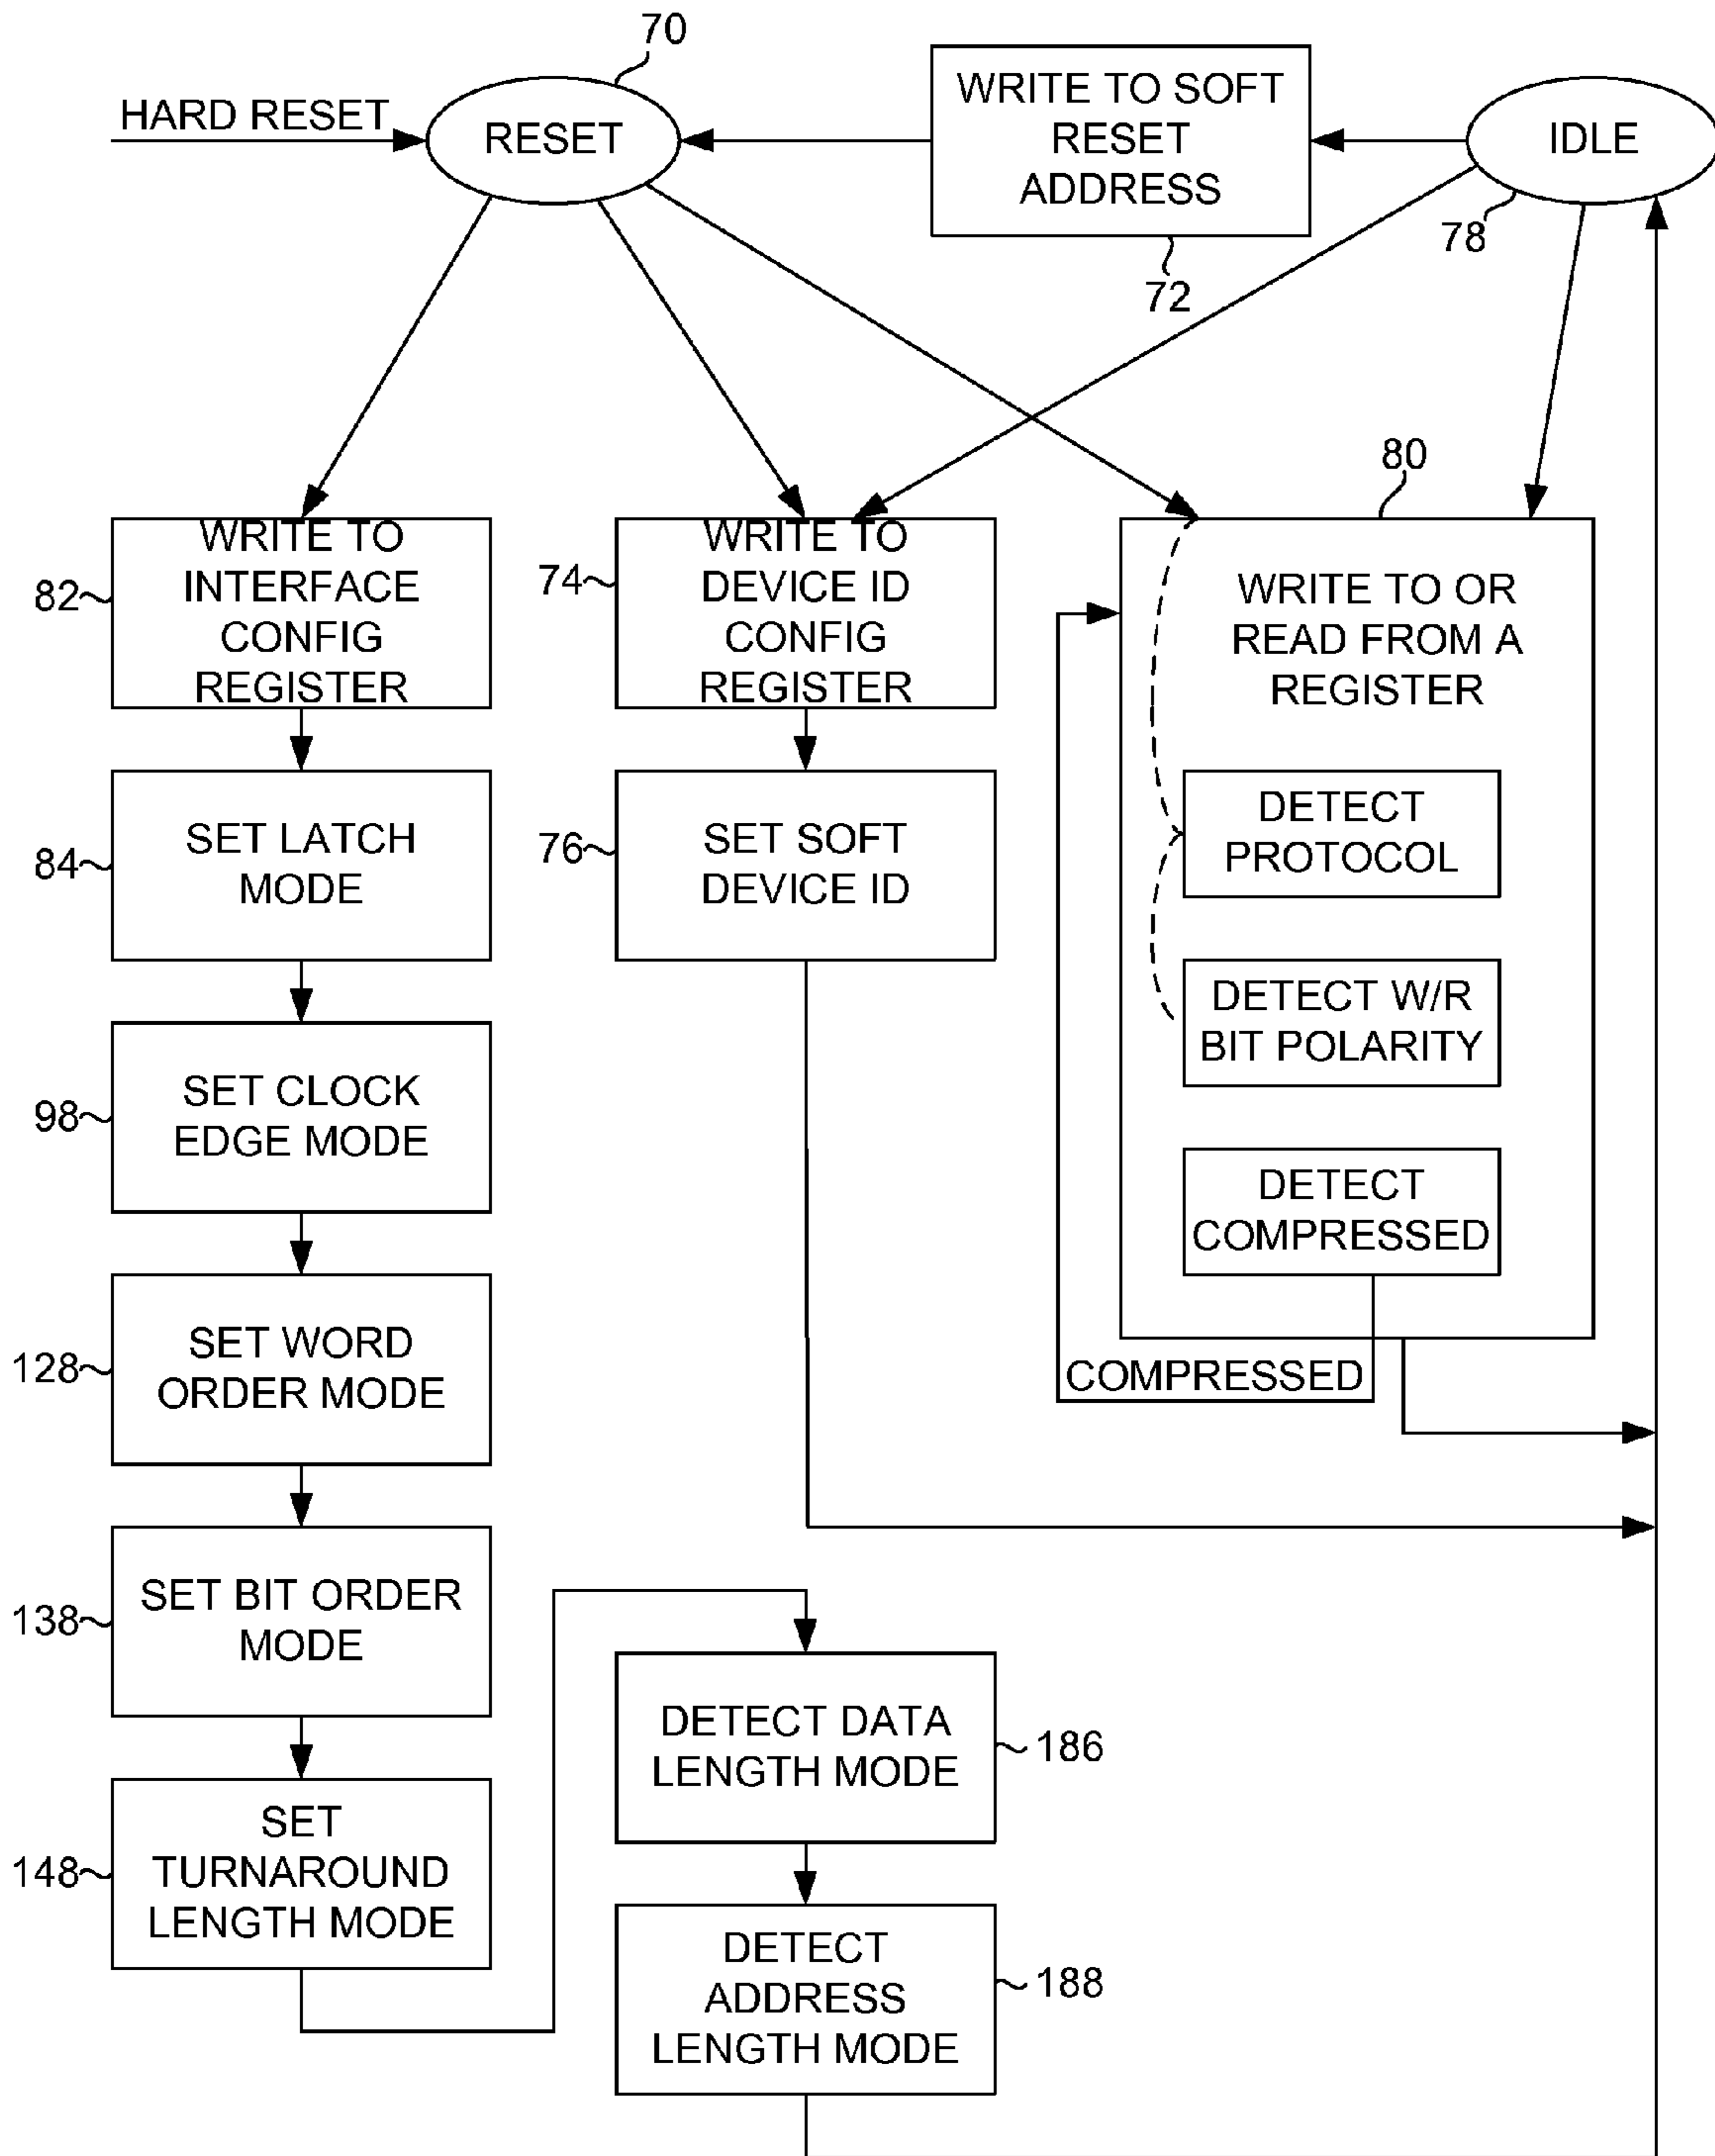 70
HARD RESET
RESET
WRITE TO SOFT
RESET
ADDRESS
72
IDLE
78
82
WRITE TO
INTERFACE
CONFIG
REGISTER
74
WRITE TO
DEVICE ID
CONFIG
REGISTER
80
WRITE TO OR
READ FROM A
REGISTER
DETECT
PROTOCOL
DETECT W/R
BIT POLARITY
DETECT
COMPRESSED
COMPRESSED
84
SET LATCH
MODE
76
SET SOFT
DEVICE ID
98
SET CLOCK
EDGE MODE
128
SET WORD
ORDER MODE
138
SET BIT ORDER
MODE
148
SET
TURNAROUND
LENGTH MODE
DETECT DATA
LENGTH MODE
186
DETECT
ADDRESS
LENGTH MODE
188